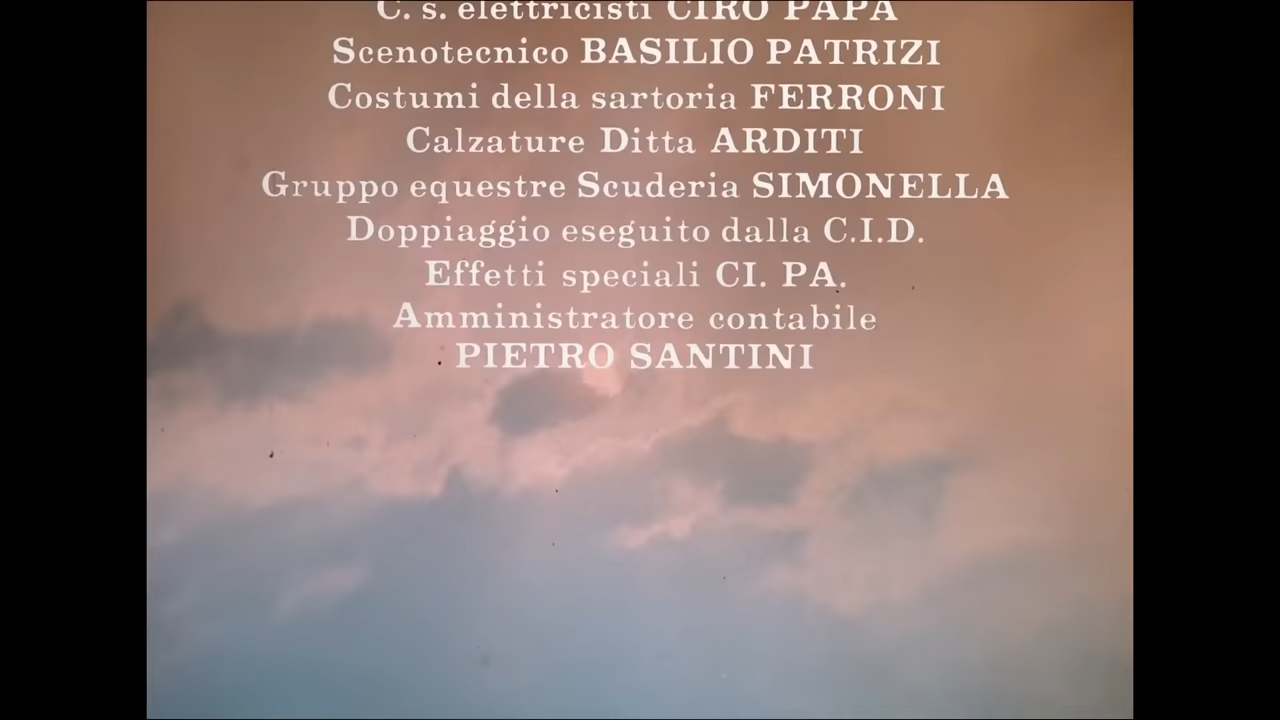 C. s. elettricisti CIRO PAPA
Scenotecnico BASILIO PATRIZI
Costumi della sartoria FERRONI
Calzature Ditta ARDITI
Gruppo equestre Scuderia SIMONELLA
Doppiaggio eseguito dalla C.I.D.
Effetti speciali CI. PA.
Amministratore contabile
PIETRO SANTINI